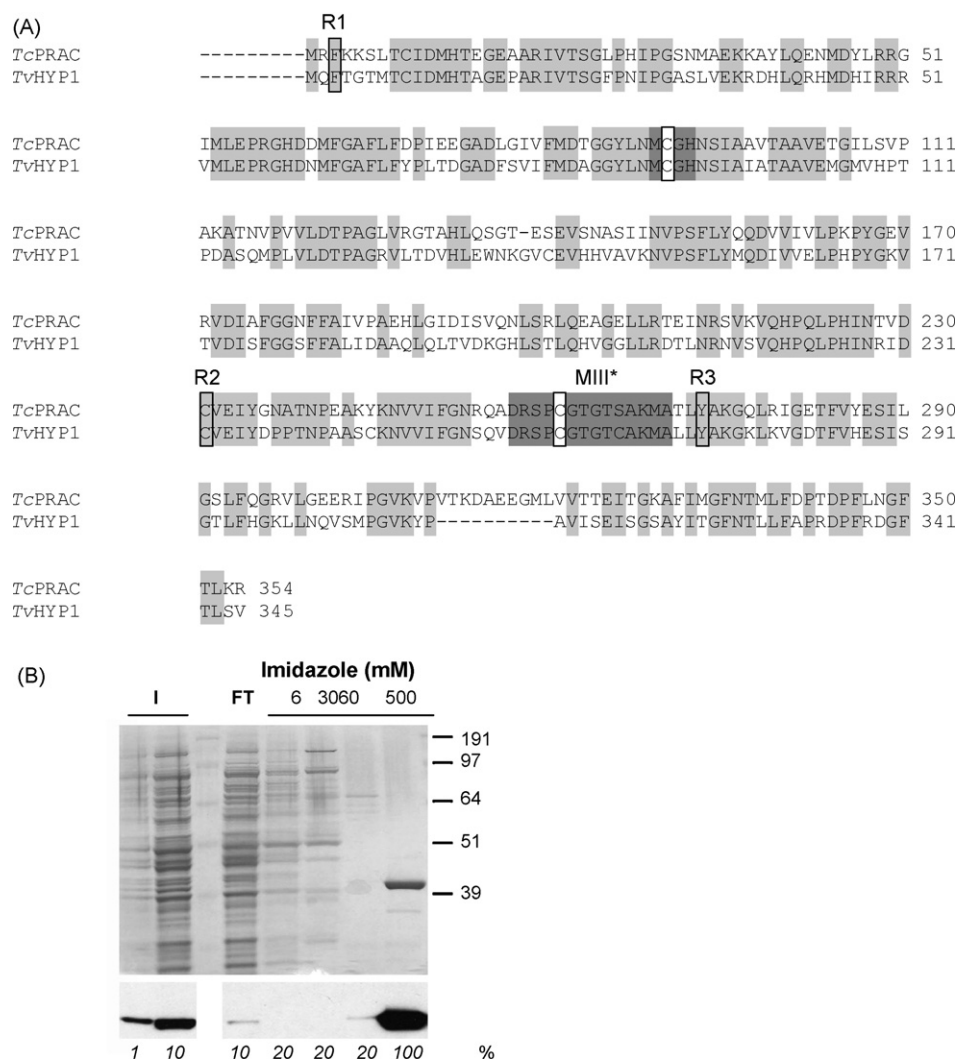 (A)
R1
TcPRAC ----------MRFKKSLTCIDMHTEGEAARIVTSGLPHIPGSNMAEKKAYLQENMDYLRRG 51
TvHYP1 ----------MQFTGTMTCIDMHTAGEPARIVTSGFPNIPGASLVEKRDHLQRHMDHIRRR 51
TcPRAC IMLEPRGHDDMFGAFLFDPIEEGADLGIVFMDTGGYLNMCGHNSIAAVTAAVETGILSVP 111
TvHYP1 VMLEPRGHDNMFGAFLFYPLTDGADFSVIFMDAGGYLNMCGHNSIAIATAAVEMGMVHPT 111
TcPRAC AKATNVPVVLDTPAGLVRGTAHLQSGT-ESEVSNASIINVPSFLYQQDVVIVLPKPYGEV 170
TvHYP1 PDASQMPLVLDTPAGRVLTDVHLEWNKGVCEVHHVAVKNVPSFLYMQDIVVELPHPYGKV 171
TcPRAC RVDIAFGGNFFAIVPAEHLGIDISVQNLSRLQEAGELLRTEINRSVKVQHPQLPHINTVD 230
TvHYP1 TVDISFGGSFFALIDAAQLQLTVDKGHLSTLQHVGGLLRDTLNRNVSVQHPQLPHINRID 231
R2 MIII* R3
TcPRAC CVEIYGNATNPEAKYKNVVIFGNRQADRSPCGTGTSAKMATLYAKGQLRIGETFVYESIL 290
TvHYP1 CVEIYDPPTNPAASCKNVVIFGNSQVDRSPCGTGTCAKMALLYAKGKLKVGDTFVHESIS 291
TcPRAC GSLFQGRVLGEERIPGVKVPVTKDAEEGMLVVTTEITGKAFIMGFNTMLFDPTDPFLNGF 350
TvHYP1 GTLFHGKLLNQVSMPGVKYP----------AVISEISGSAYITGFNTLLFAPRDPFRDGF 341
TcPRAC TLKR 354
TvHYP1 TLSV 345
(B)
Imidazole (mM)
I FT 6 3060 500
191
97
64
51
39
1 10 10 20 20 20 100 %